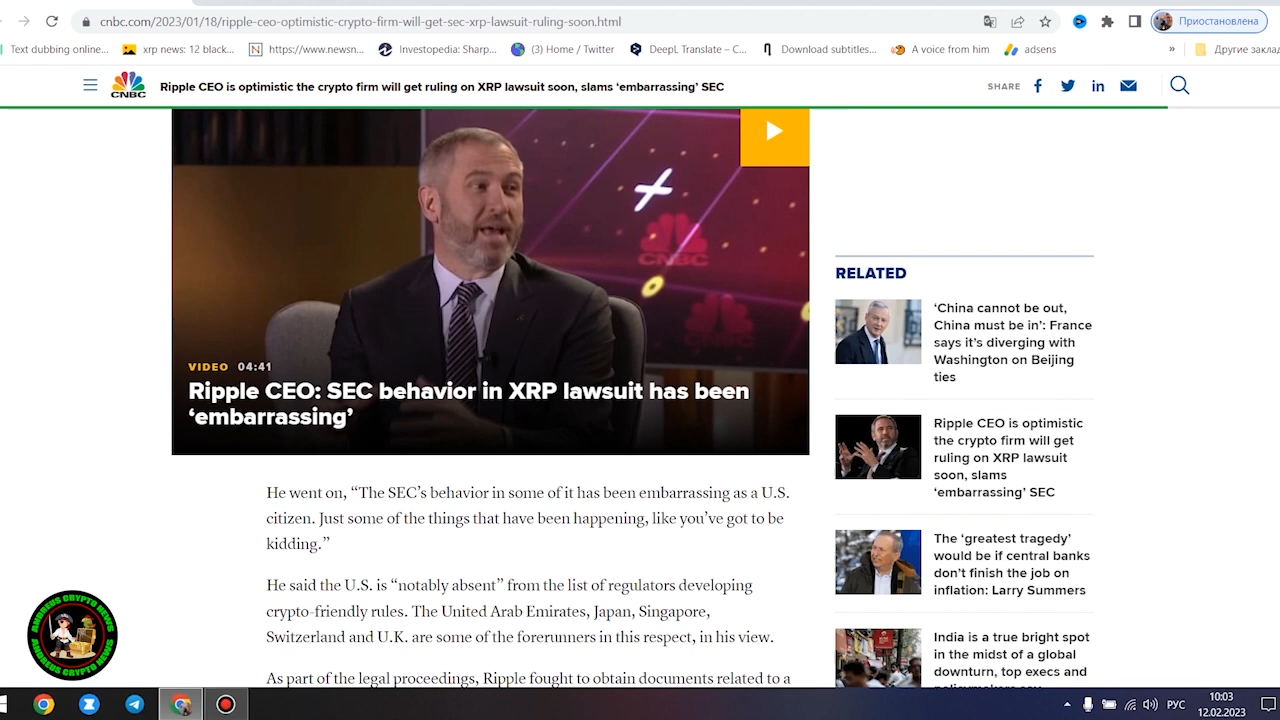 cnbc.com/2023/01/18/ripple-ceo-optimistic-crypto-firm-will-get-sec-xrp-lawsuit-ruling-soon.html
Приостановлена
Text dubbing online...
xrp news: 12 black...
https://www.newsn...
Investopedia: Sharp...
(3) Home / Twitter
DeepL Translate – C...
Download subtitles...
A voice from him
adsens
»
Другие закла
CNBC
Ripple CEO is optimistic the crypto firm will get ruling on XRP lawsuit soon, slams ‘embarrassing’ SEC
SHARE
CNBC
VIDEO 04:41
Ripple CEO: SEC behavior in XRP lawsuit has been
‘embarrassing’
He went on, “The SEC’s behavior in some of it has been embarrassing as a U.S.
citizen. Just some of the things that have been happening, like you’ve got to be
kidding.”
He said the U.S. is “notably absent” from the list of regulators developing
crypto-friendly rules. The United Arab Emirates, Japan, Singapore,
Switzerland and U.K. are some of the forerunners in this respect, in his view.
As part of the legal proceedings, Ripple fought to obtain documents related to a
RELATED
‘China cannot be out,
China must be in’: France
says it’s diverging with
Washington on Beijing
ties
Ripple CEO is optimistic
the crypto firm will get
ruling on XRP lawsuit
soon, slams
‘embarrassing’ SEC
The ‘greatest tragedy’
would be if central banks
don’t finish the job on
inflation: Larry Summers
India is a true bright spot
in the midst of a global
downturn, top execs and
policymakers say
ANDREUS CRYPTO NEWS
ANDREUS CRYPTO NEWS
РУС
10:03
12.02.2023